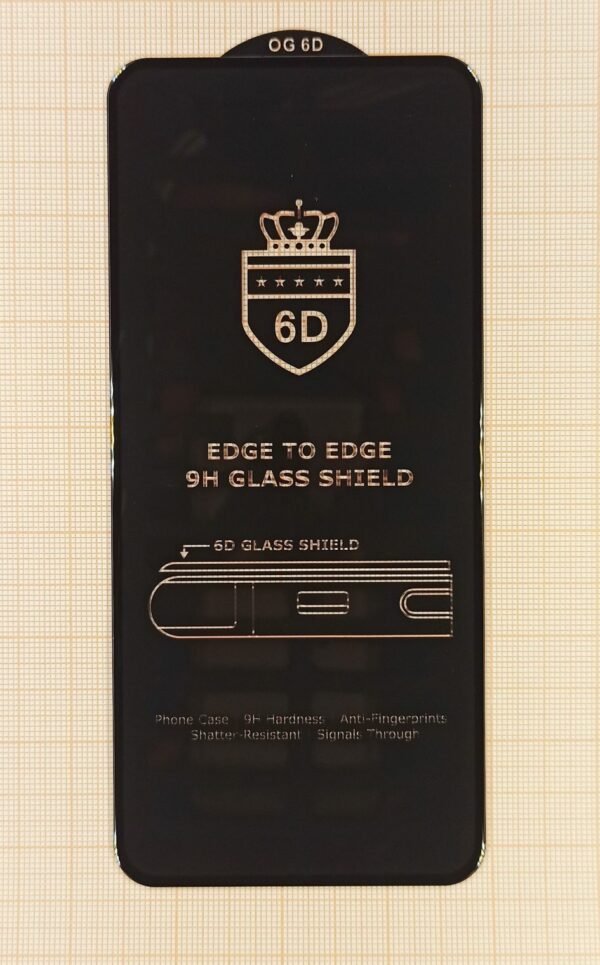 OG 6D
6D
EDGE TO EDGE
9H GLASS SHIELD
6D GLASS SHIELD
Phone Case 9H Hardness Anti-Fingerprints
Shatter-Resistant Signals Through